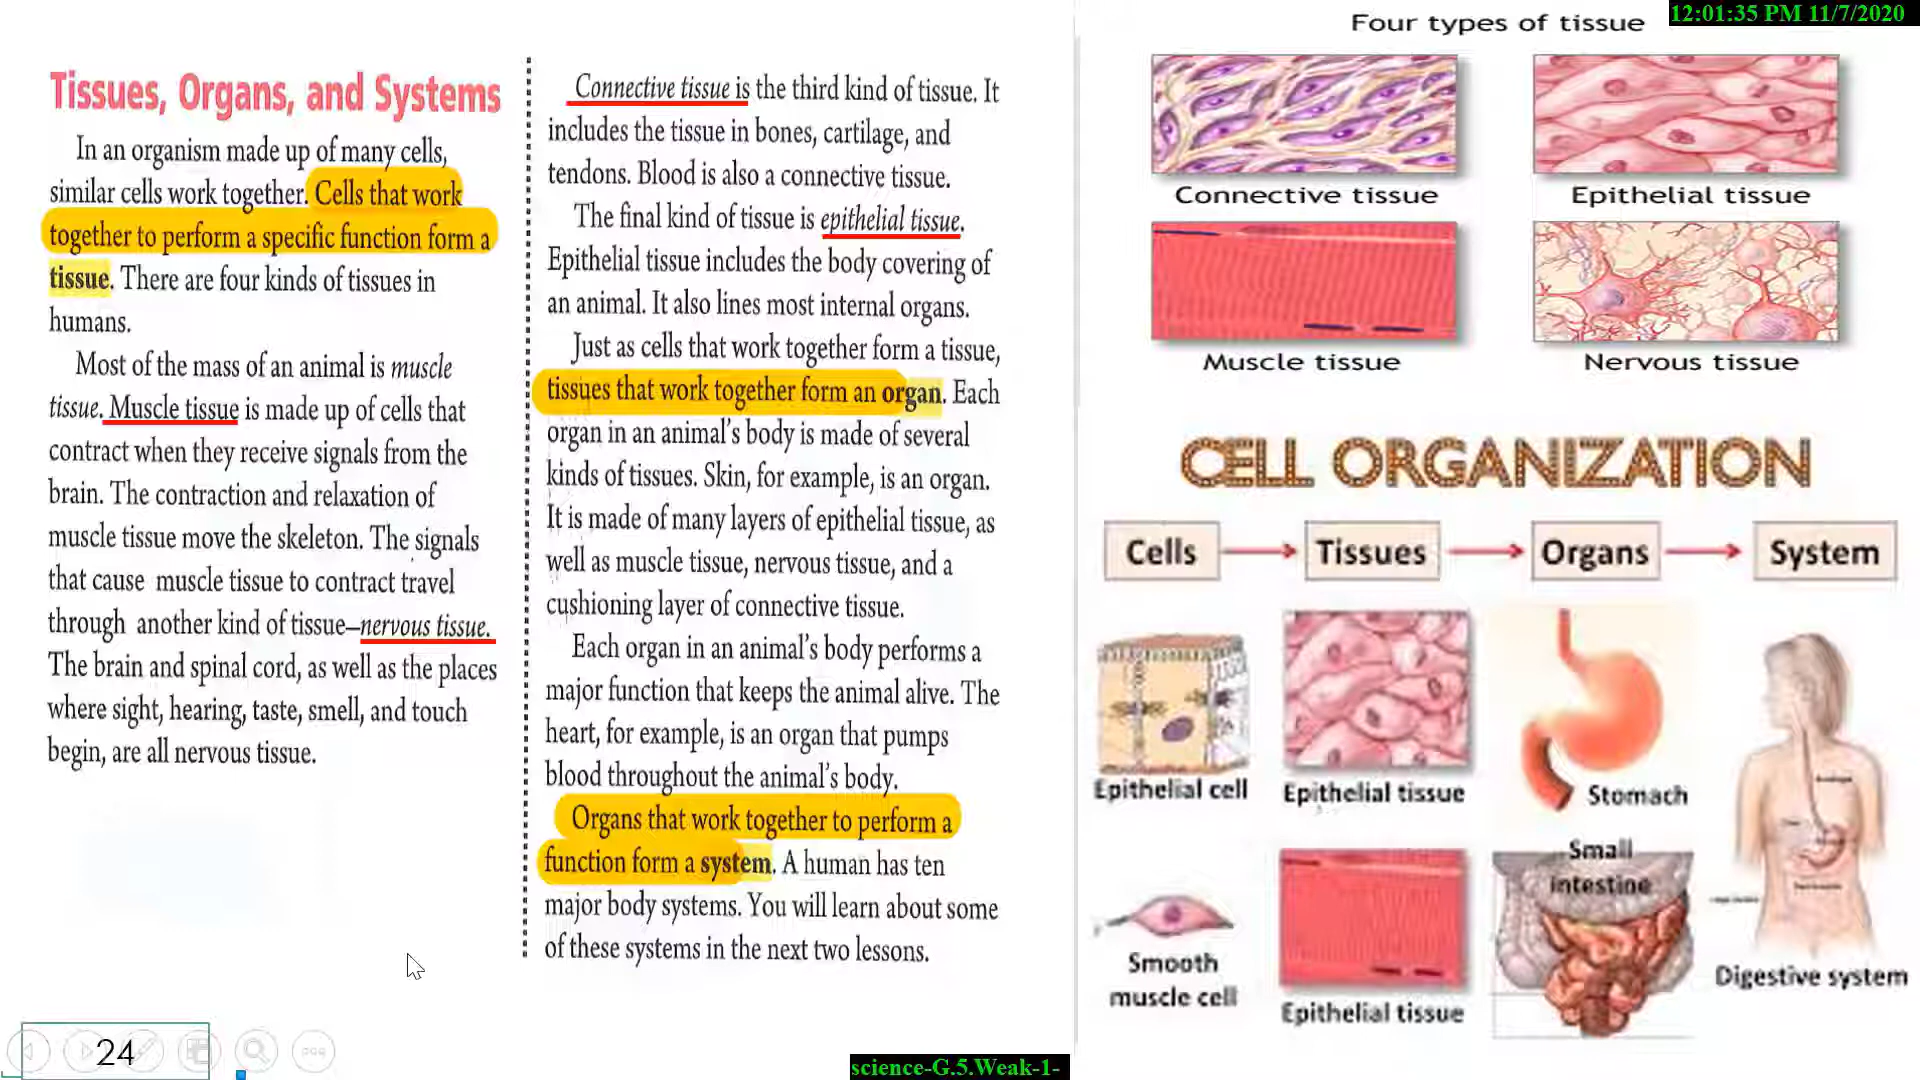 12:01:35 PM 11/7/2020
Tissues, Organs, and Systems
In an organism made up of many cells,
similar cells work together. Cells that work
together to perform a specific function form a
tissue. There are four kinds of tissues in
humans.
Most of the mass of an animal is muscle
tissue. Muscle tissue is made up of cells that
contract when they receive signals from the
brain. The contraction and relaxation of
muscle tissue move the skeleton. The signals
that cause muscle tissue to contract travel
through another kind of tissue–nervous tissue.
The brain and spinal cord, as well as the places
where sight, hearing, taste, smell, and touch
begin, are all nervous tissue.
Connective tissue is the third kind of tissue. It
includes the tissue in bones, cartilage, and
tendons. Blood is also a connective tissue.
The final kind of tissue is epithelial tissue.
Epithelial tissue includes the body covering of
an animal. It also lines most internal organs.
Just as cells that work together form a tissue,
tissues that work together form an organ. Each
organ in an animal's body is made of several
kinds of tissues. Skin, for example, is an organ.
It is made of many layers of epithelial tissue, as
well as muscle tissue, nervous tissue, and a
cushioning layer of connective tissue.
Each organ in an animal's body performs a
major function that keeps the animal alive. The
heart, for example, is an organ that pumps
blood throughout the animal's body.
Organs that work together to perform a
function form a system. A human has ten
major body systems. You will learn about some
of these systems in the next two lessons.
Four types of tissue
Connective tissue
Epithelial tissue
Muscle tissue
Nervous tissue
CELL ORGANIZATION
Cells
Tissues
Organs
System
Epithelial cell
Epithelial tissue
Stomach
Smooth
muscle cell
Epithelial tissue
Small
intestine
Digestive system
24
science-G.5.Weak-1-